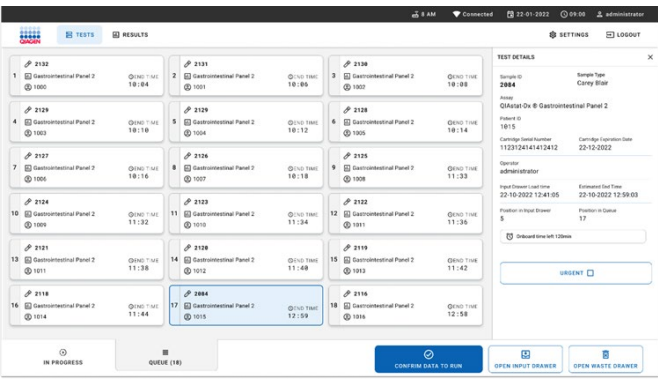 8 AM Connected 22-01-2022 09:00 administrator
QIAGEN TESTS RESULTS SETTINGS LOGOUT
1 2132
Gastrointestinal Panel 2 END TIME
1000 10:04
2 2131
Gastrointestinal Panel 2 END TIME
1001 10:06
3 2130
Gastrointestinal Panel 2 END TIME
1002 10:08
4 2129
Gastrointestinal Panel 2 END TIME
1003 10:10
5 2129
Gastrointestinal Panel 2 END TIME
1004 10:12
6 2128
Gastrointestinal Panel 2 END TIME
1005 10:14
7 2127
Gastrointestinal Panel 2 END TIME
1006 10:16
8 2126
Gastrointestinal Panel 2 END TIME
1007 10:18
9 2125
Gastrointestinal Panel 2 END TIME
1008 11:33
10 2124
Gastrointestinal Panel 2 END TIME
1009 11:32
11 2123
Gastrointestinal Panel 2 END TIME
1010 11:34
12 2122
Gastrointestinal Panel 2 END TIME
1011 11:36
13 2121
Gastrointestinal Panel 2 END TIME
1011 11:38
14 2120
Gastrointestinal Panel 2 END TIME
1012 11:40
15 2119
Gastrointestinal Panel 2 END TIME
1013 11:42
16 2118
Gastrointestinal Panel 2 END TIME
1014 11:44
17 2084
Gastrointestinal Panel 2 END TIME
1015 12:59
18 2116
Gastrointestinal Panel 2 END TIME
1016 12:58
TEST DETAILS
Sample ID Sample Type
2084 Carey Blair
Assay
QIAstat-Dx ® Gastrointestinal Panel 2
Patient ID
1015
Cartridge Serial Number Cartridge Expiration Date
1123124141412412 22-12-2022
Operator
administrator
Input Drawer Load time Estimated End Time
22-10-2022 12:41:05 22-10-2022 12:59:03
Position in Input Drawer Position in Queue
5 17
Onboard time left 120min
URGENT
IN PROGRESS QUEUE (18) CONFRIM DATA TO RUN OPEN INPUT DRAWER OPEN WASTE DRAWER